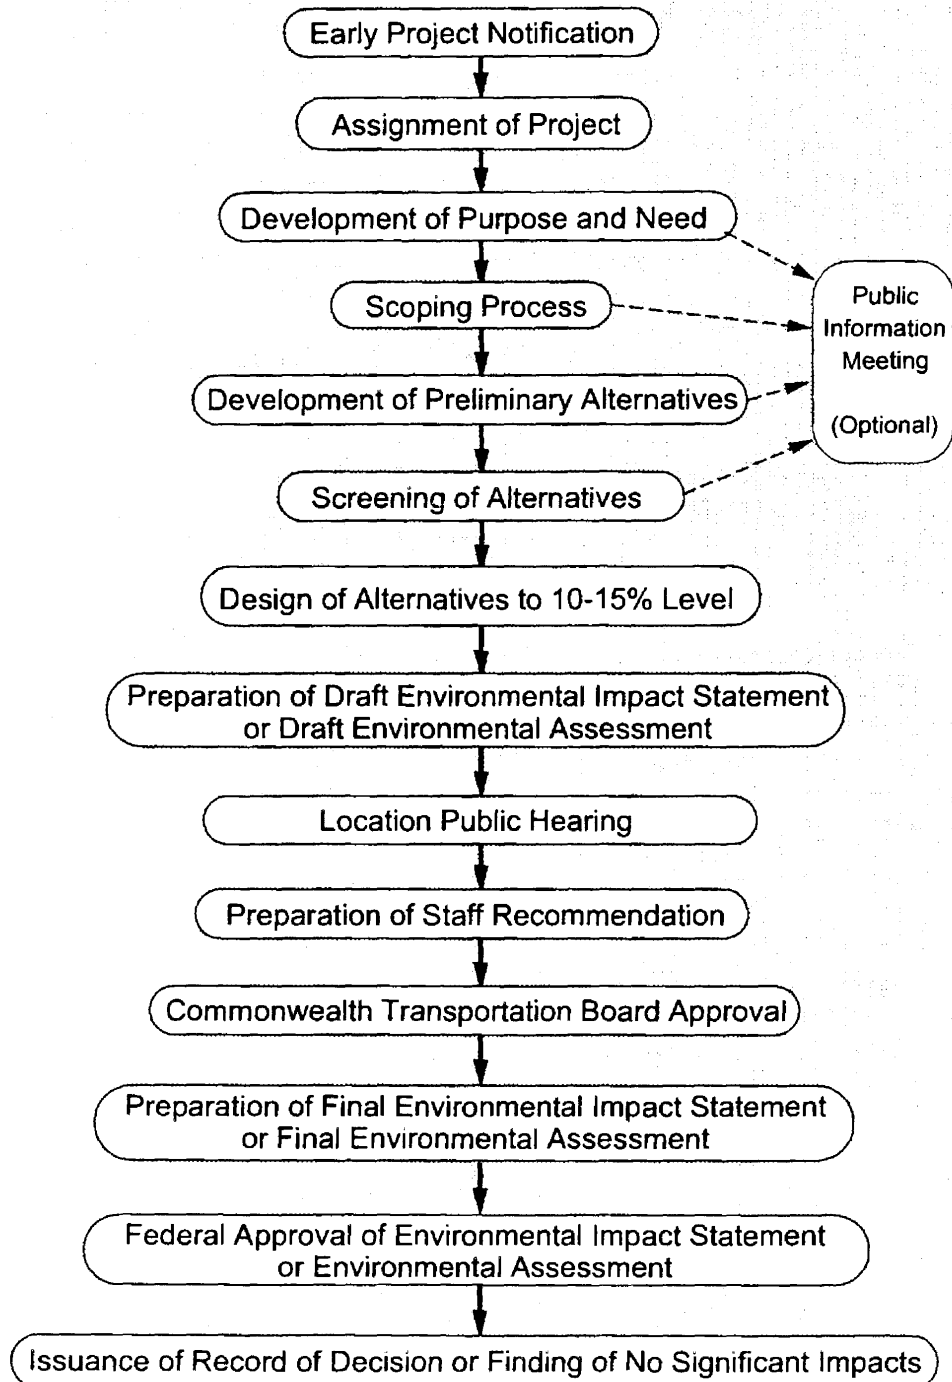 Early Project Notification
Assignment of Project
Development of Purpose and Need
Scoping Process
Development of Preliminary Alternatives
Screening of Alternatives
Public
Information
Meeting
(Optional)
Design of Alternatives to 10-15% Level
Preparation of Draft Environmental Impact Statement
or Draft Environmental Assessment
Location Public Hearing
Preparation of Staff Recommendation
Commonwealth Transportation Board Approval
Preparation of Final Environmental Impact Statement
or Final Environmental Assessment
Federal Approval of Environmental Impact Statement
or Environmental Assessment
Issuance of Record of Decision or Finding of No Significant Impacts